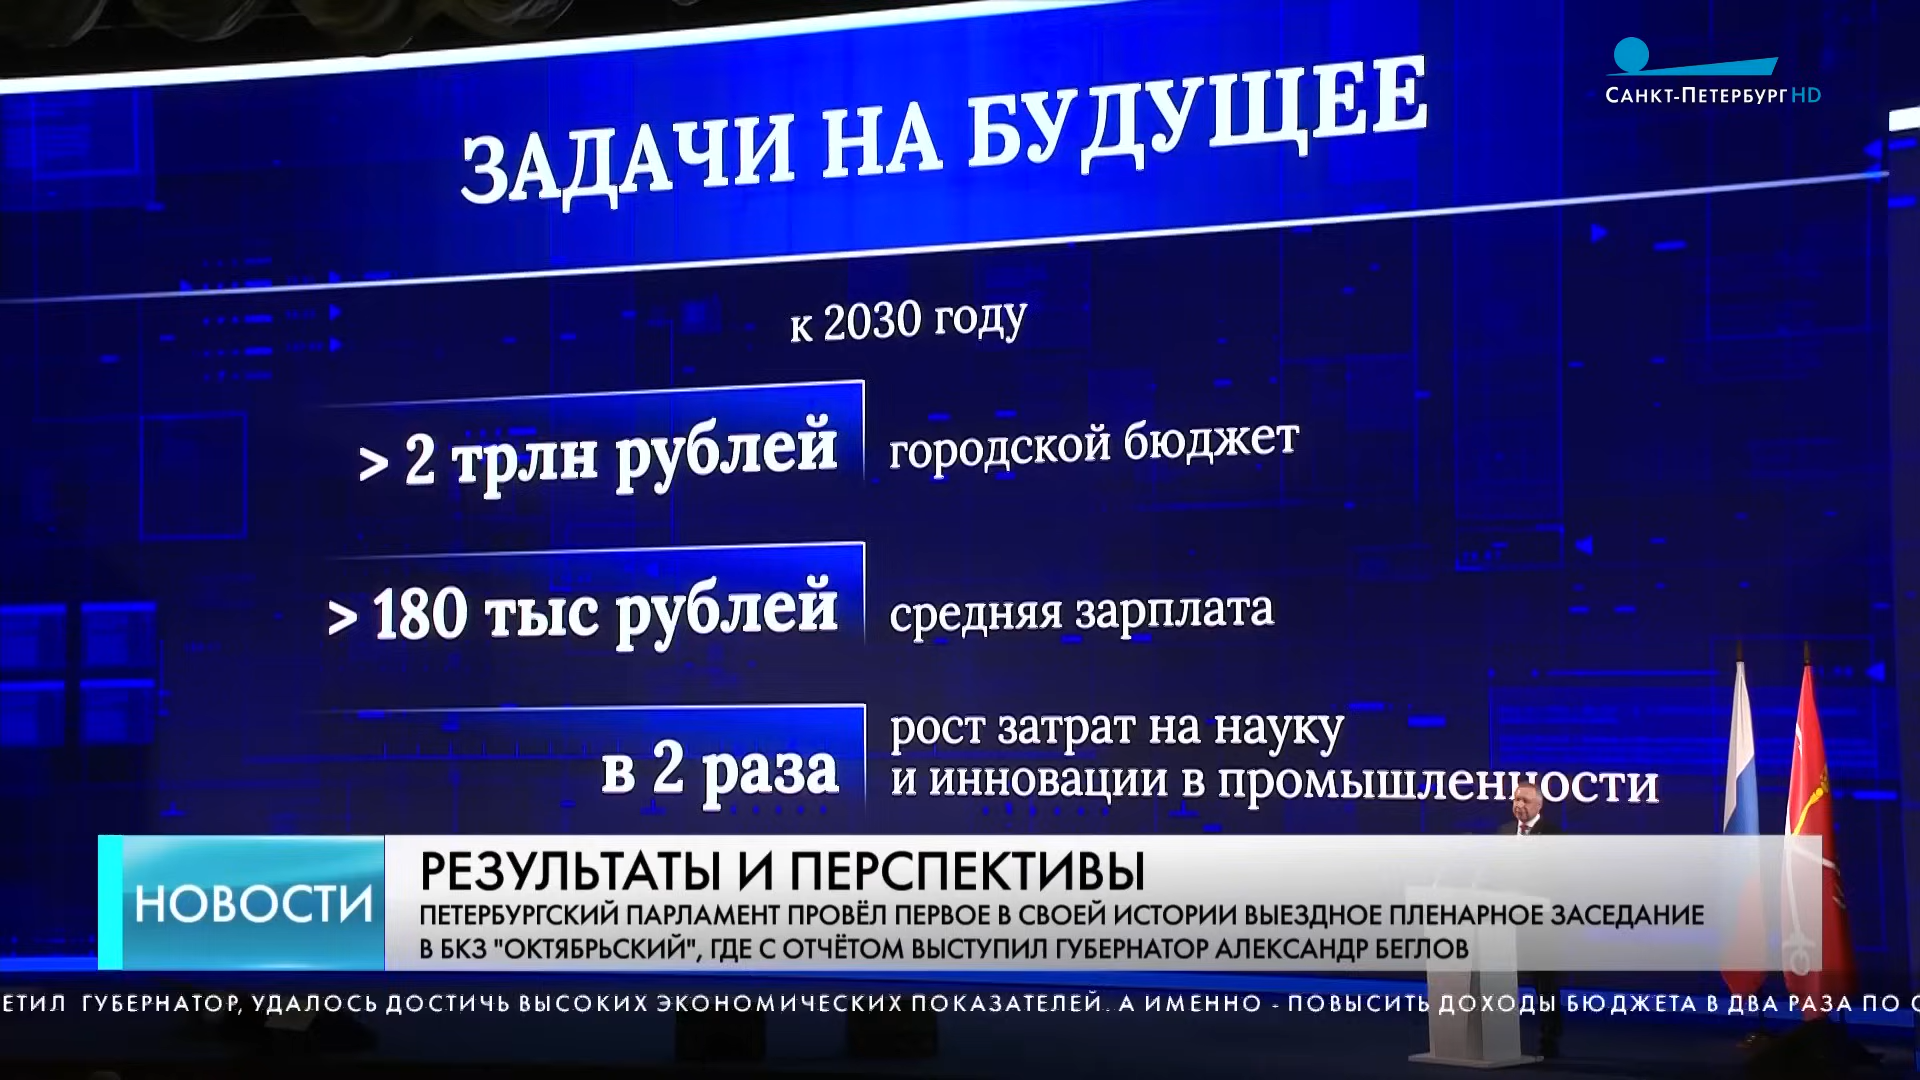 САНКТ-ПЕТЕРБУРГ HD
ЗАДАЧИ НА БУДУЩЕЕ
к 2030 году
> 2 трлн рублей
городской бюджет
> 180 тыс рублей
средняя зарплата
в 2 раза
рост затрат на науку
и инновации в промышленности
НОВОСТИ
РЕЗУЛЬТАТЫ И ПЕРСПЕКТИВЫ
ПЕТЕРБУРГСКИЙ ПАРЛАМЕНТ ПРОВЁЛ ПЕРВОЕ В СВОЕЙ ИСТОРИИ ВЫЕЗДНОЕ ПЛЕНАРНОЕ ЗАСЕДАНИЕ
В БКЗ "ОКТЯБРЬСКИЙ", ГДЕ С ОТЧЁТОМ ВЫСТУПИЛ ГУБЕРНАТОР АЛЕКСАНДР БЕГЛОВ
ЕТИЛ ГУБЕРНАТОР, УДАЛОСЬ ДОСТИЧЬ ВЫСОКИХ ЭКОНОМИЧЕСКИХ ПОКАЗАТЕЛЕЙ. А ИМЕННО - ПОВЫСИТЬ ДОХОДЫ БЮДЖЕТА В ДВА РАЗА ПО С